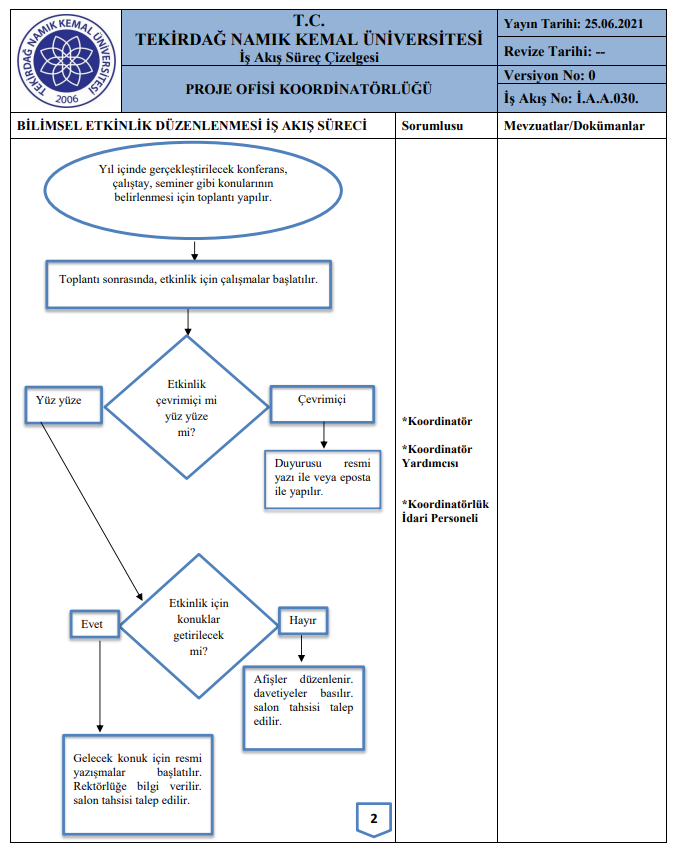 TEKİRDAĞ NAMIK KEMAL ÜNİVERSİTESİ
2006
T.C.
TEKİRDAĞ NAMIK KEMAL ÜNİVERSİTESİ
İş Akış Süreç Çizelgesi
PROJE OFİSİ KOORDİNATÖRLÜĞÜ
Yayın Tarihi: 25.06.2021
Revize Tarihi: --
Versiyon No: 0
İş Akış No: İ.A.A.030.
BİLİMSEL ETKİNLİK DÜZENLENMESİ İŞ AKIŞ SÜRECİ
Sorumlusu
Mevzuatlar/Dokümanlar
Yıl içinde gerçekleştirilecek konferans,
çalıştay, seminer gibi konularının
belirlenmesi için toplantı yapılır.
Toplantı sonrasında, etkinlik için çalışmalar başlatılır.
Etkinlik
çevrimiçi mi
yüz yüze
mi?
Yüz yüze
Çevrimiçi
Duyurusu resmi
yazı ile veya eposta
ile yapılır.
*Koordinatör
*Koordinatör
Yardımcısı
*Koordinatörlük
İdari Personeli
Etkinlik için
konuklar
getirilecek
mi?
Evet
Hayır
Afişler düzenlenir.
davetiyeler basılır.
salon tahsisi talep
edilir.
Gelecek konuk için resmi
yazışmalar başlatılır.
Rektörlüğe bilgi verilir.
salon tahsisi talep edilir.
2